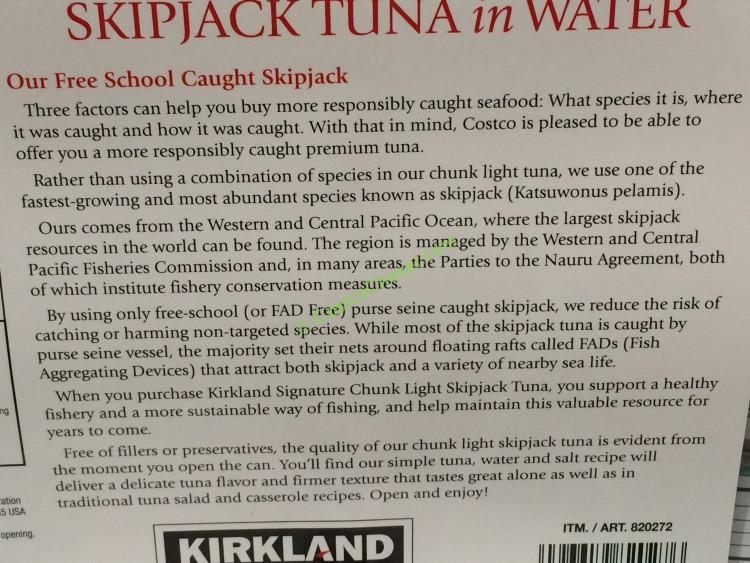 SKIPJACK TUNA in WATER
Our Free School Caught Skipjack
Three factors can help you buy more responsibly caught seafood: What species it is, where
it was caught and how it was caught. With that in mind, Costco is pleased to be able to
offer you a more responsibly caught premium tuna.
Rather than using a combination of species in our chunk light tuna, we use one of the
fastest-growing and most abundant species known as skipjack (Katsuwonus pelamis).
Ours comes from the Western and Central Pacific Ocean, where the largest skipjack
resources in the world can be found. The region is managed by the Western and Central
Pacific Fisheries Commission and, in many areas, the Parties to the Nauru Agreement, both
of which institute fishery conservation measures.
By using only free-school (or FAD Free) purse seine caught skipjack, we reduce the risk of
catching or harming non-targeted species. While most of the skipjack tuna is caught by
purse seine vessel, the majority set their nets around floating rafts called FADs (Fish
Aggregating Devices) that attract both skipjack and a variety of nearby sea life.
When you purchase Kirkland Signature Chunk Light Skipjack Tuna, you support a healthy
fishery and a more sustainable way of fishing, and help maintain this valuable resource for
years to come.
Free of fillers or preservatives, the quality of our chunk light skipjack tuna is evident from
the moment you open the can. You'll find our simple tuna, water and salt recipe will
deliver a delicate tuna flavor and firmer texture that tastes great alone as well as in
traditional tuna salad and casserole recipes. Open and enjoy!
ng
ration
5 USA
opening.
ITM. / ART. 820272
KIRKLAND